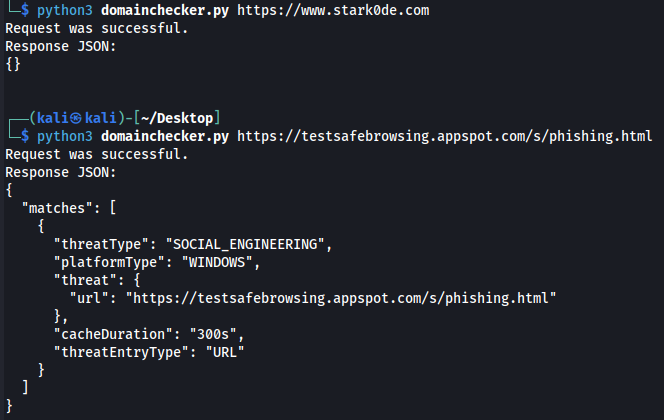 └─$ python3 domainchecker.py https://www.stark0de.com
Request was successful.
Response JSON:
{}
┌──(kali㉿kali)-[~/Desktop]
└─$ python3 domainchecker.py https://testsafebrowsing.appspot.com/s/phishing.html
Request was successful.
Response JSON:
{
  "matches": [
    {
      "threatType": "SOCIAL_ENGINEERING",
      "platformType": "WINDOWS",
      "threat": {
        "url": "https://testsafebrowsing.appspot.com/s/phishing.html"
      },
      "cacheDuration": "300s",
      "threatEntryType": "URL"
    }
  ]
}